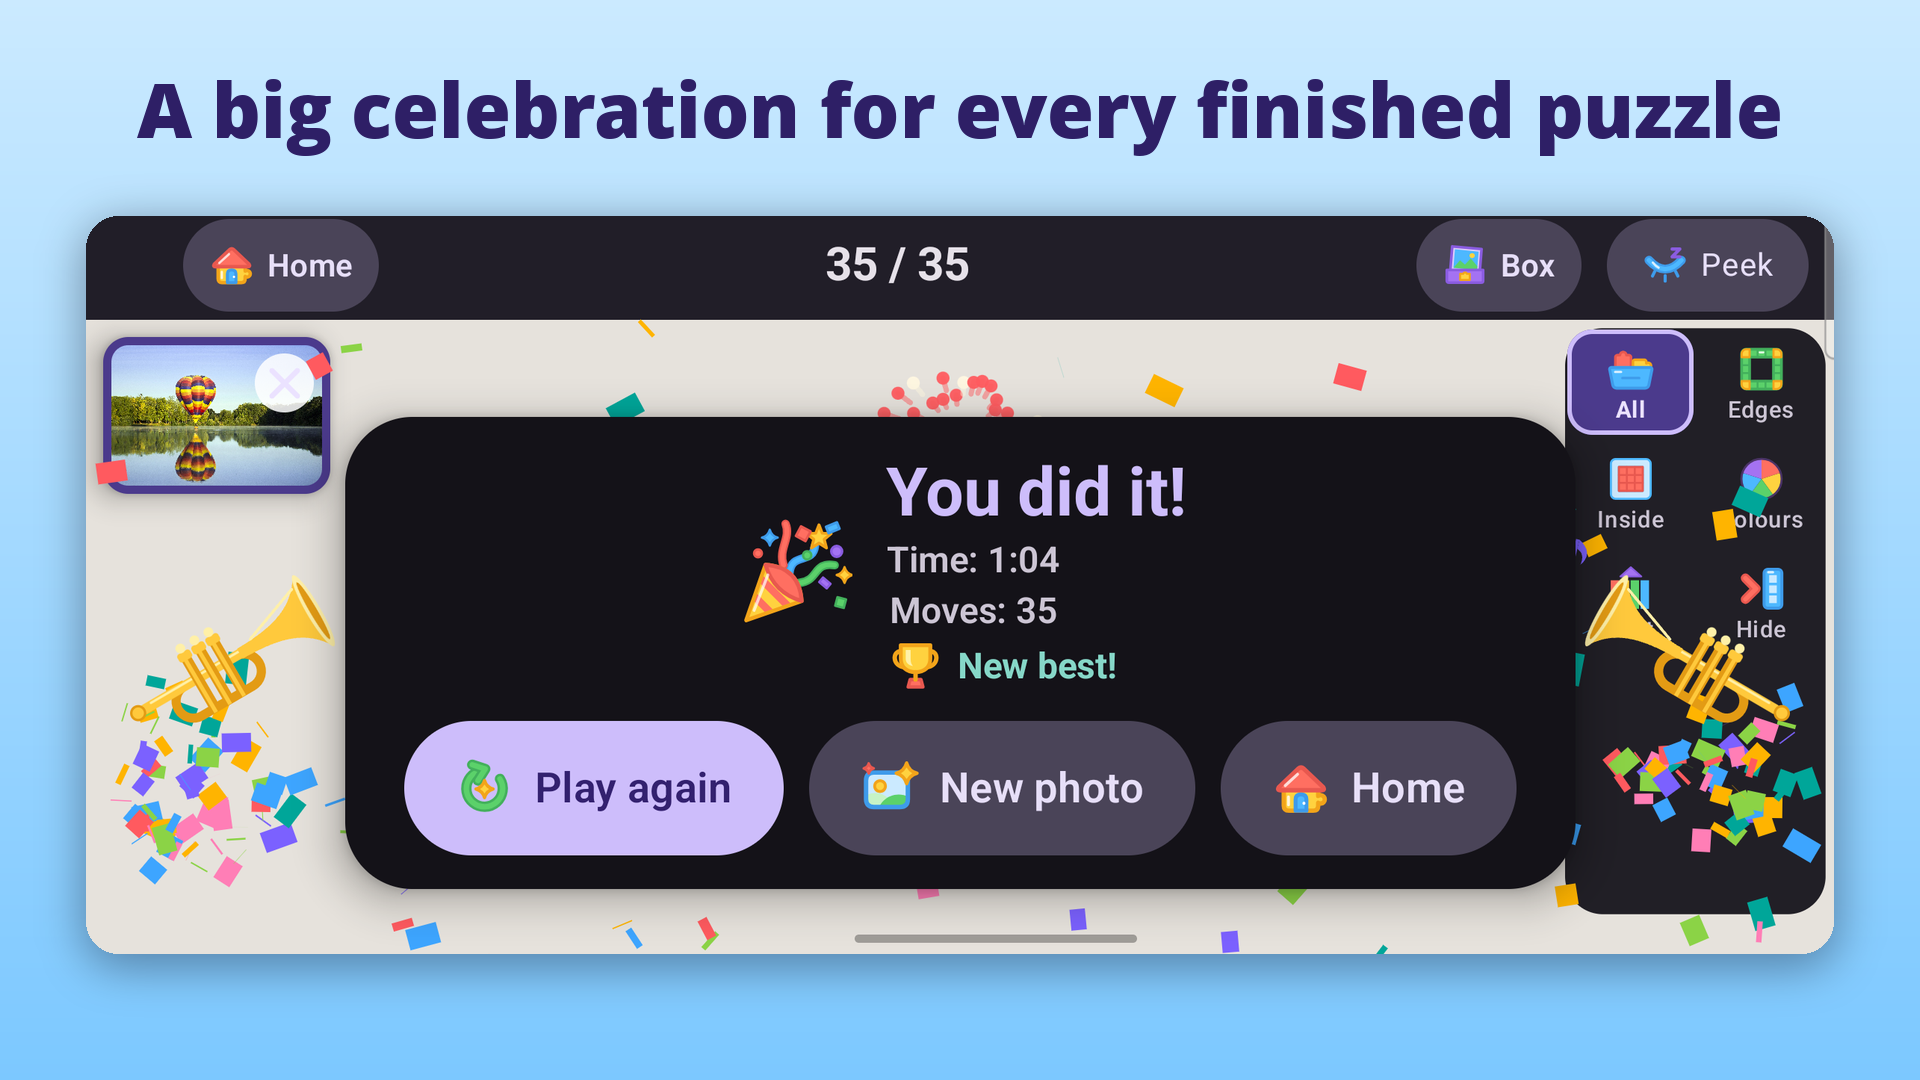 A big celebration for every finished puzzle
Home
35 / 35
Box
Peek
All
Edges
Inside
olours
Hide
You did it!
Time: 1:04
Moves: 35
New best!
Play again
New photo
Home